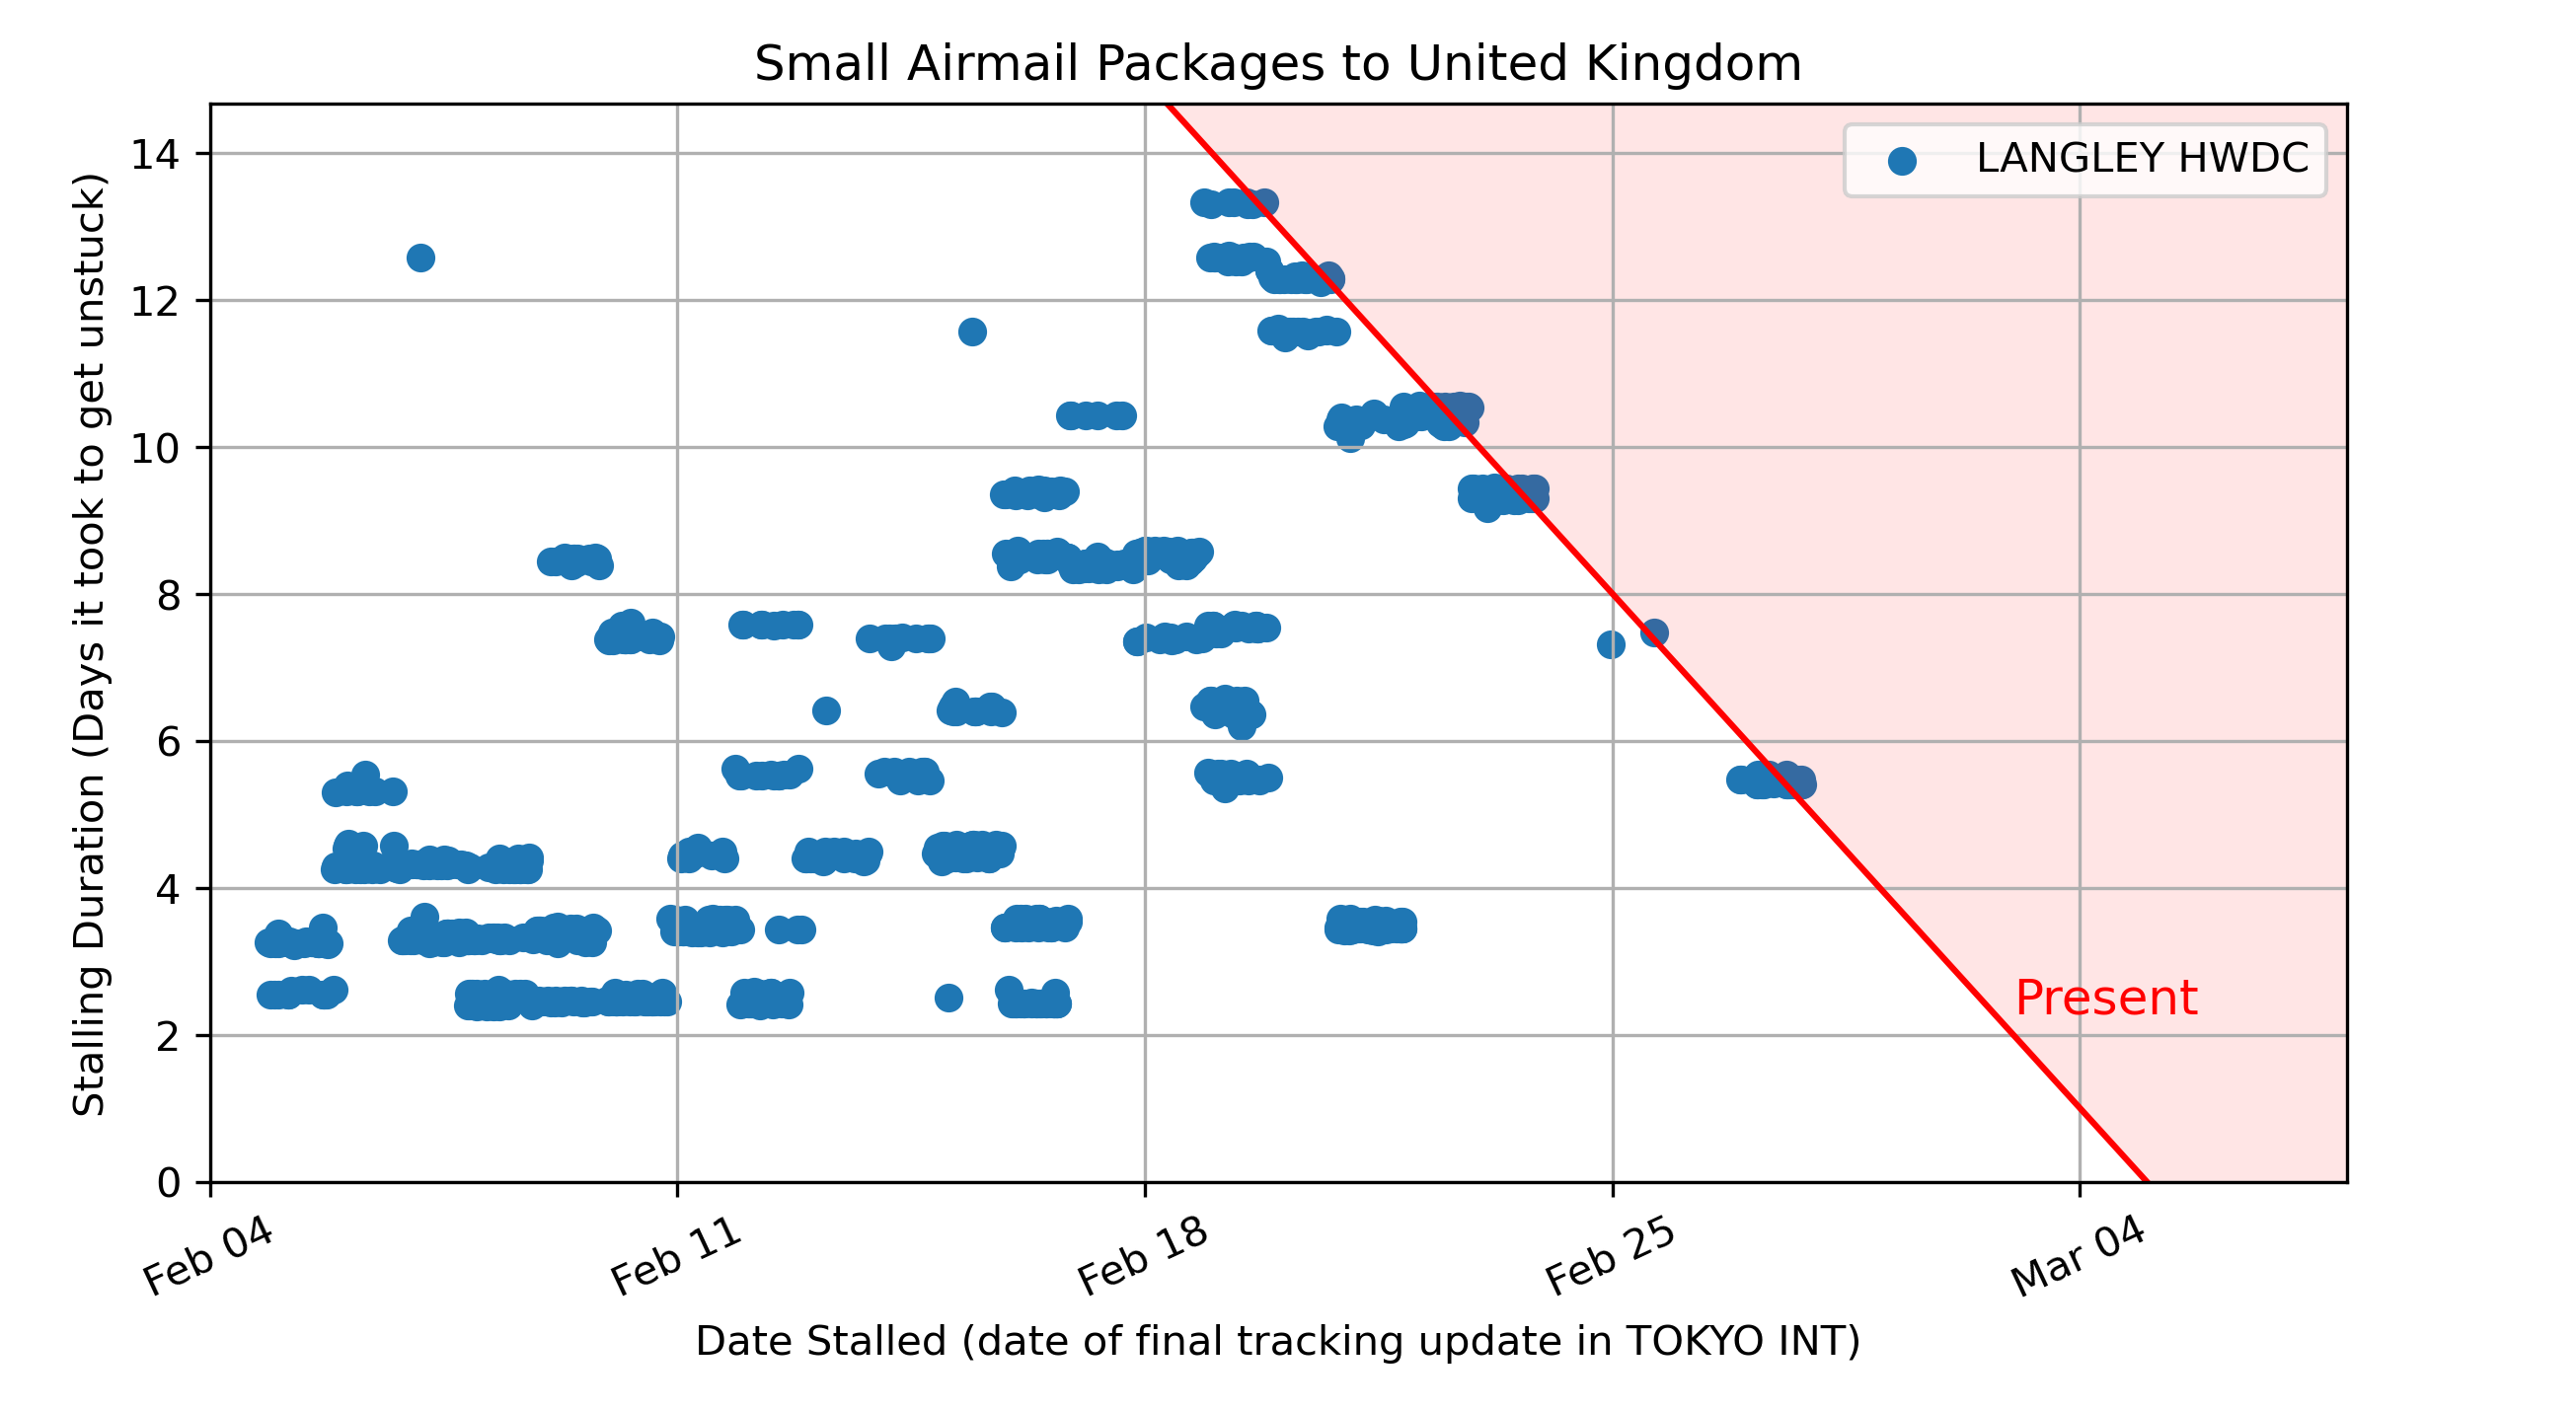 Small Airmail Packages to United Kingdom
LANGLEY HWDC
Stalling Duration (Days it took to get unstuck)
14
12
10
8
6
4
2
0
Present
Feb 04
Feb 11
Feb 18
Feb 25
Mar 04
Date Stalled (date of final tracking update in TOKYO INT)